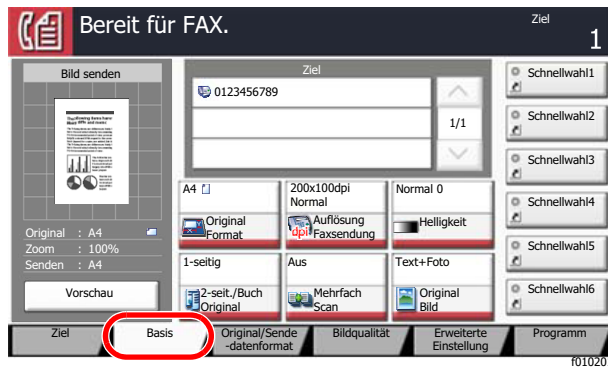 Bereit für FAX.
Ziel
1
Bild senden
Original : A4
Zoom : 100%
Senden : A4
Vorschau
Ziel
0123456789
1/1
A4
Original
Format
200x100dpi
Normal
dpi
Auflösung
Faxsendung
Normal 0
Helligkeit
1-seitig
2-seit./Buch
Original
Aus
Mehrfach
Scan
Text+Foto
Original
Bild
Schnellwahl1
Schnellwahl2
Schnellwahl3
Schnellwahl4
Schnellwahl5
Schnellwahl6
Ziel
Basis
Original/Sende
-datenformat
Bildqualität
Erweiterte
Einstellung
Programm
f01020